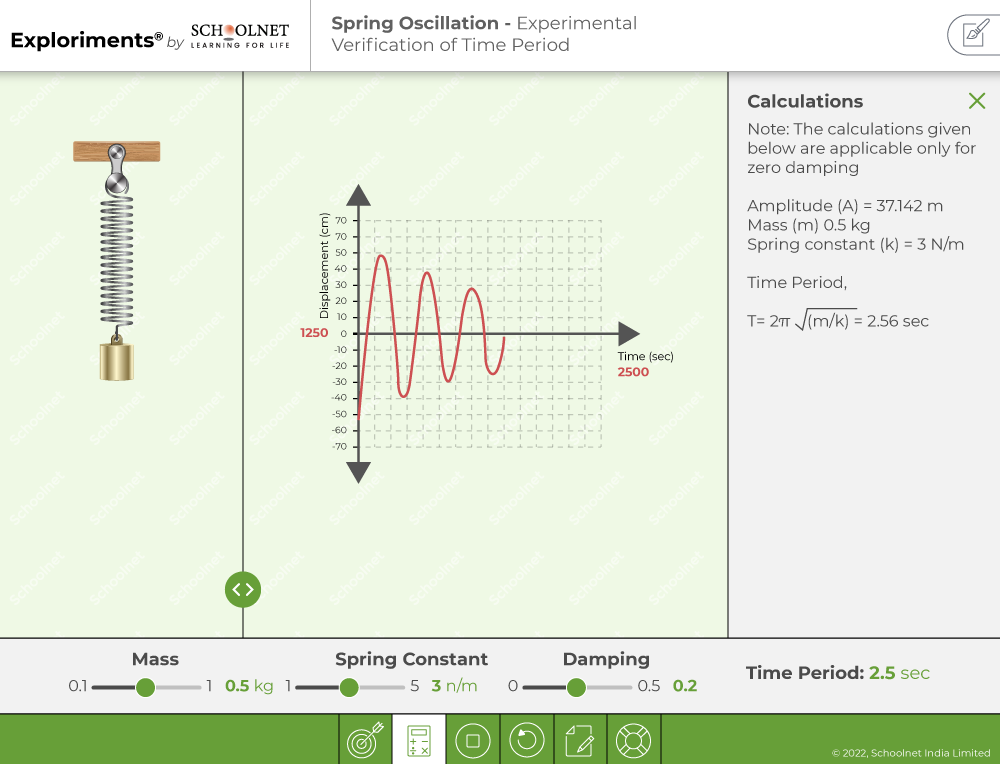 Exploriments® by SCHOOLNET
LEARNING FOR LIFE
Spring Oscillation - Experimental
Verification of Time Period
Calculations
Note: The calculations given
below are applicable only for
zero damping
Amplitude (A) = 37.142 m
Mass (m) 0.5 kg
Spring constant (k) = 3 N/m
Time Period,
T= 2π √(m/k) = 2.56 sec
Displacement (cm)
70
70
50
40
30
20
10
1250 0
-10
-20
-30
-40
-50
-60
-70
Time (sec)
2500
Mass
0.1 1 0.5 kg
Spring Constant
1 5 3 n/m
Damping
0 0.5 0.2
Time Period: 2.5 sec
© 2022, Schoolnet India Limited